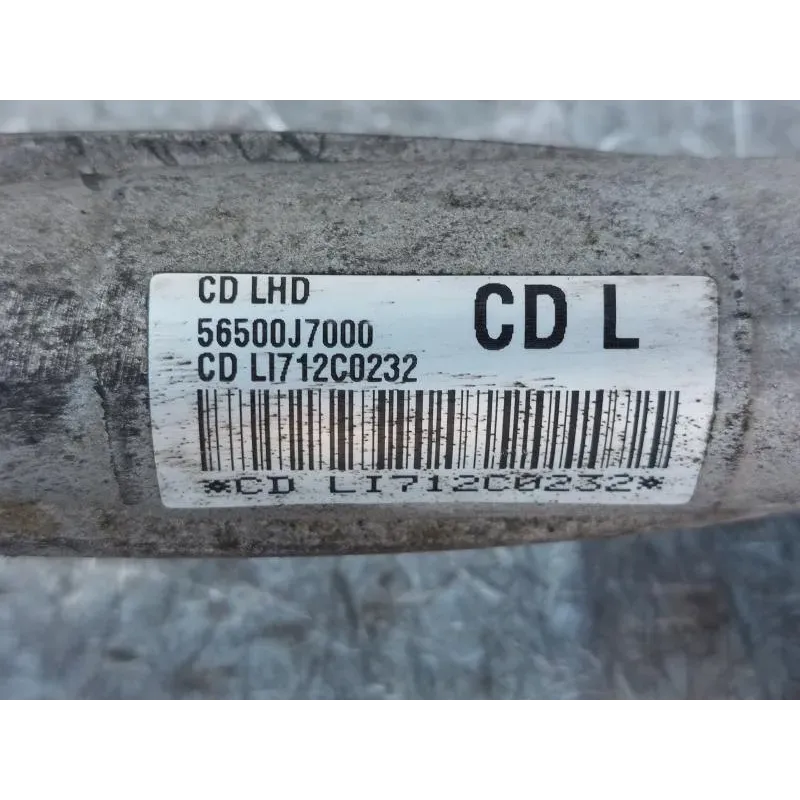 CD LHD
CD L
56500J7000
CD LI712C0232
*CD LI712C0232*